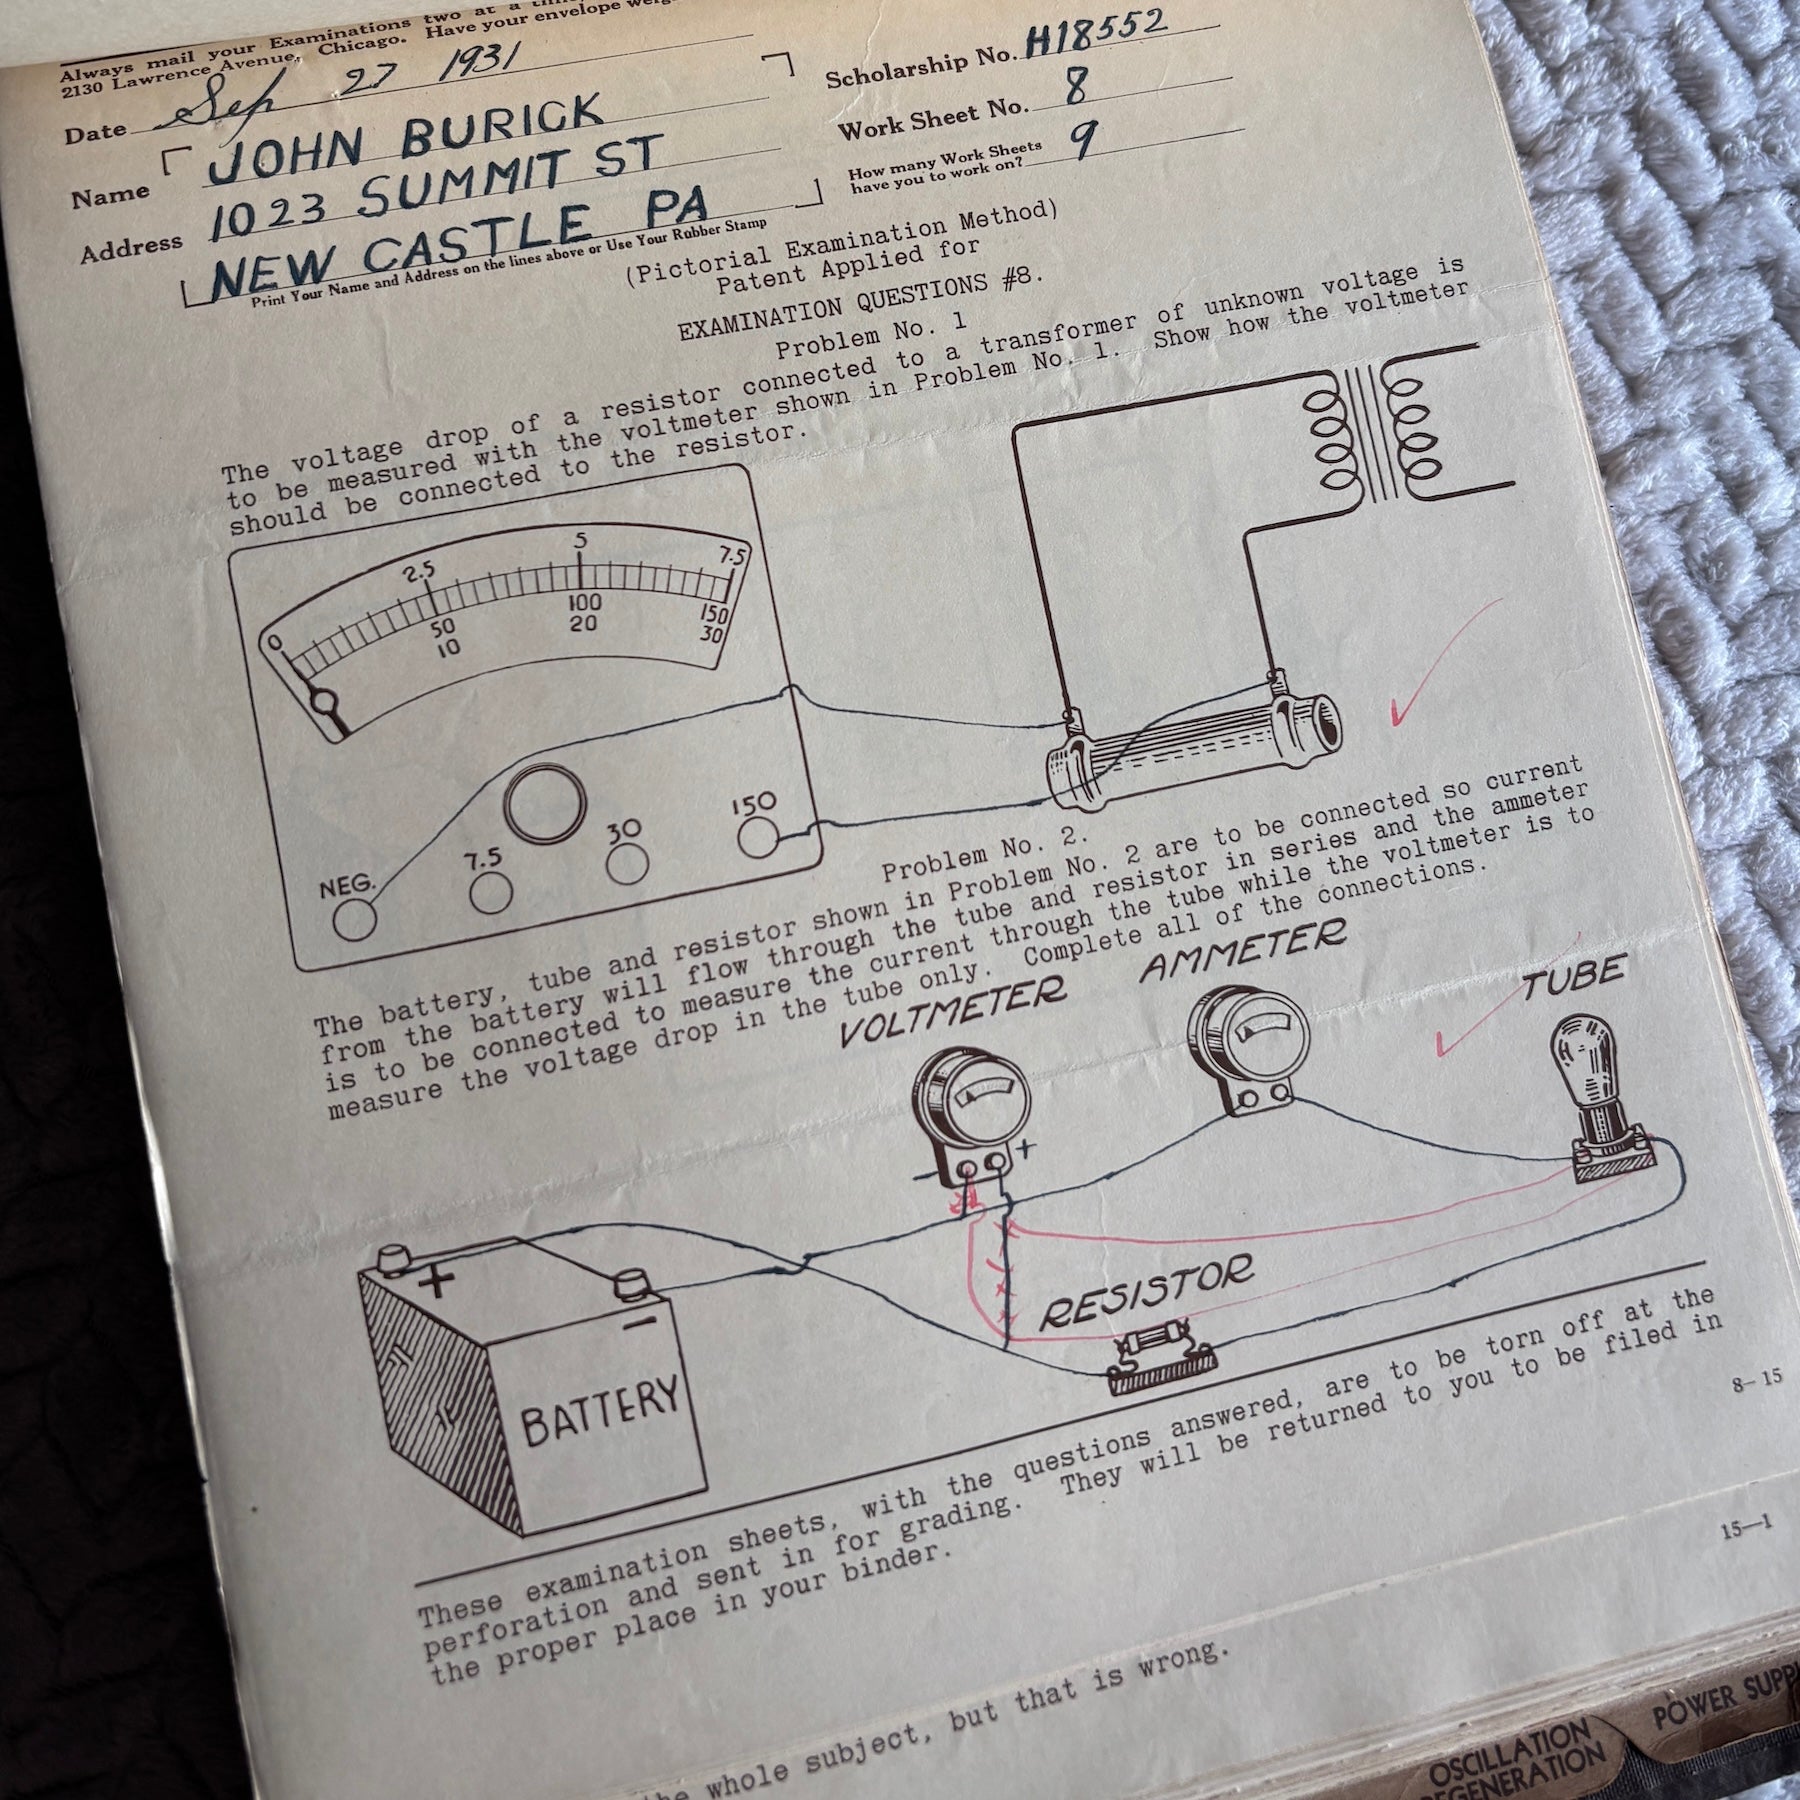 Always mail your Examinations two at a
2130 Lawrence Avenue, Chicago. Have your envelope
Date Sep 27 1931
Name JOHN BURICK
Address 1023 SUMMIT ST
NEW CASTLE PA
Print Your Name and Address on the lines above or Use Your Rubber Stamp
Scholarship No. H18552
Work Sheet No. 8
How many Work Sheets
have you to work on? 9
(Pictorial Examination Method)
Patent Applied for
EXAMINATION QUESTIONS #8.
Problem No. 1
The voltage drop of a resistor connected to a transformer of unknown voltage is
to be measured with the voltmeter shown in Problem No. 1. Show how the voltmeter
should be connected to the resistor.
0 2.5 5 7.5
50 100 150
10 20 30
NEG. 7.5 30 150
Problem No. 2.
The battery, tube and resistor shown in Problem No. 2 are to be connected so current
from the battery will flow through the tube and resistor in series and the ammeter
is to be connected to measure the current through the tube while the voltmeter is to
measure the voltage drop in the tube only. Complete all of the connections.
VOLTMETER AMMETER TUBE
- +
RESISTOR
+ -
BATTERY
8-15
These examination sheets, with the questions answered, are to be torn off at the
perforation and sent in for grading. They will be returned to you to be filed in
the proper place in your binder.
15-1
whole subject, but that is wrong.
OSCILLATION
POWER